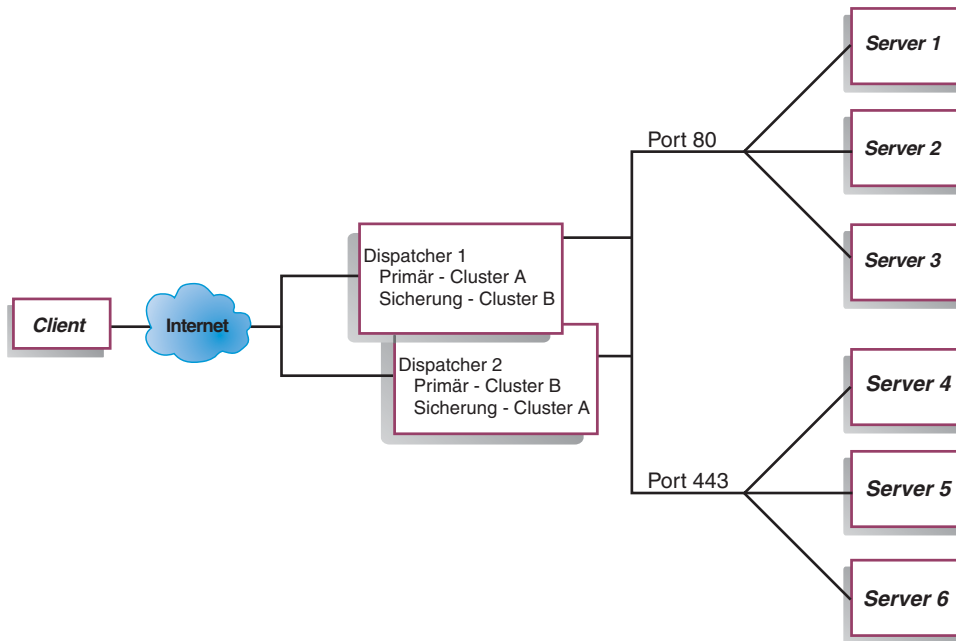 Client
Internet
Dispatcher 1
Primär - Cluster A
Sicherung - Cluster B
Dispatcher 2
Primär - Cluster B
Sicherung - Cluster A
Port 80
Server 1
Server 2
Server 3
Port 443
Server 4
Server 5
Server 6